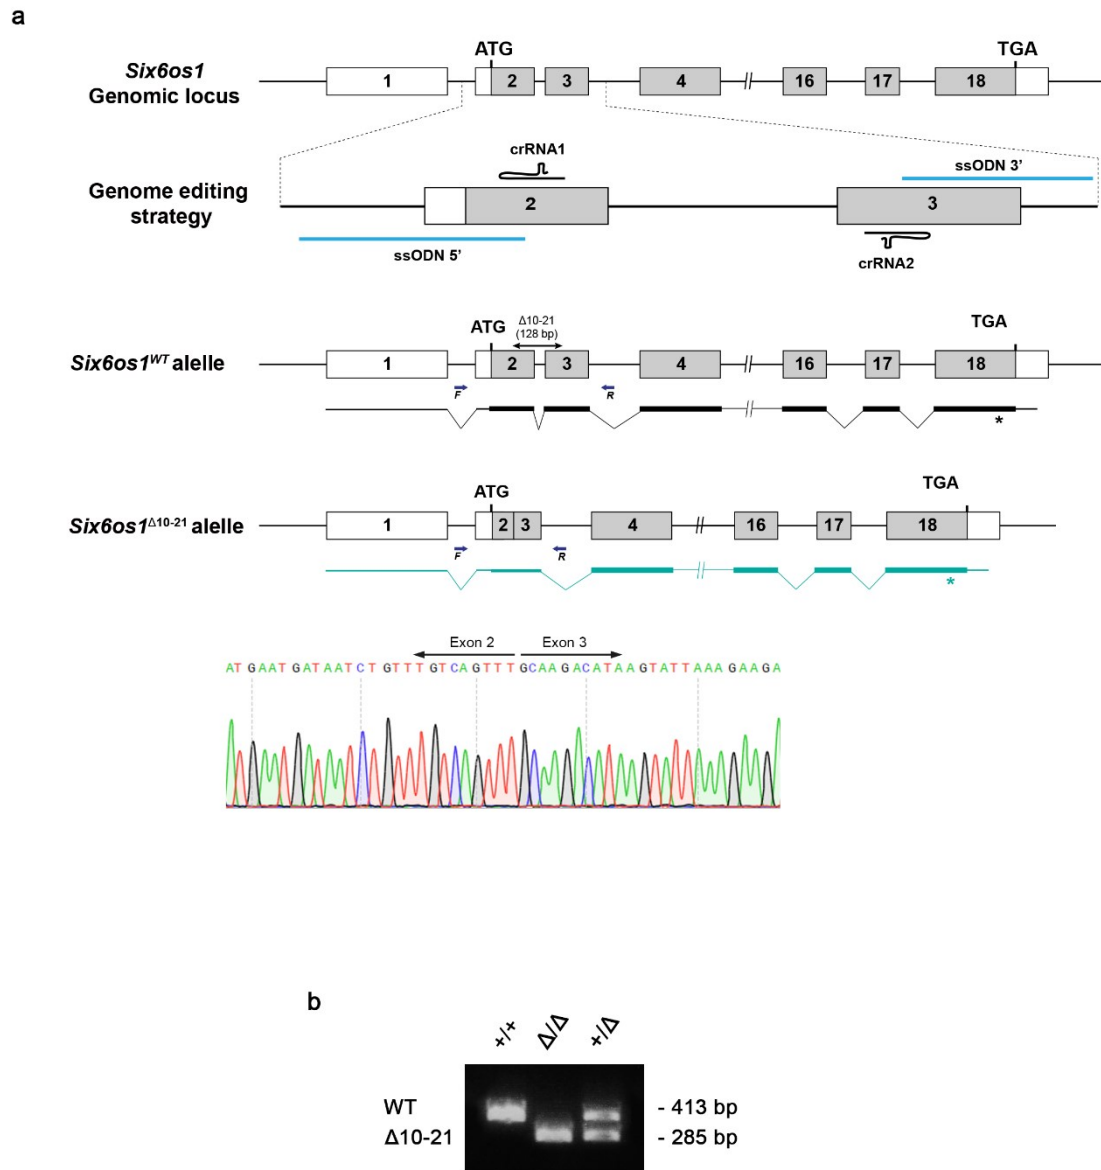 a
ATG
TGA
Six6os1
Genomic locus
1
2
3
4
16
17
18
crRNA1
ssODN 3’
Genome editing
strategy
2
3
ssODN 5’
crRNA2
Δ10-21
(128 bp)
ATG
TGA
Six6os1WT alelle
1
2
3
4
16
17
18
F
R
*
ATG
TGA
Six6os1Δ10-21 alelle
1
2
3
4
16
17
18
F
R
*
Exon 2
Exon 3
ATGAATGATAATCTGTTTGTCAGTTTGCAAGACATAAGTATTAAAGAAGA
b
+/+
Δ/Δ
+/Δ
WT
- 413 bp
Δ10-21
- 285 bp